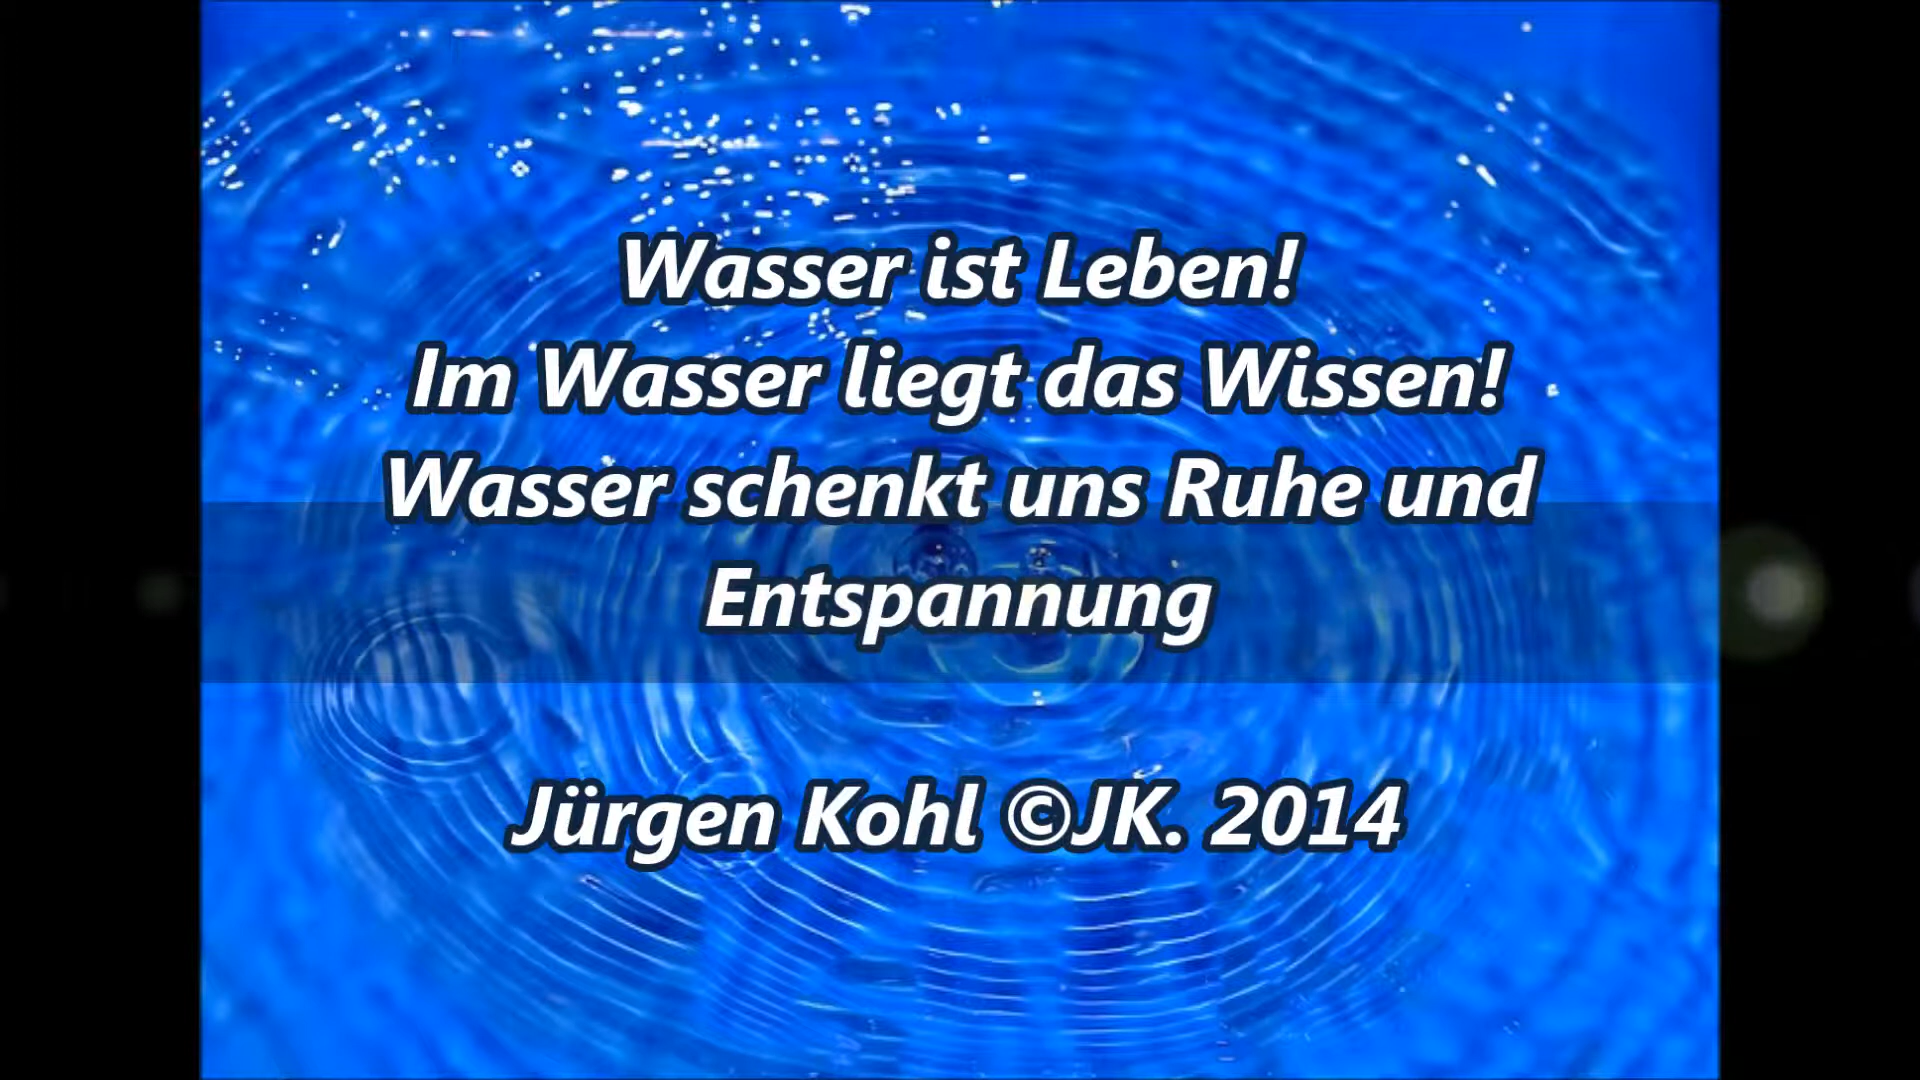 Wasser ist Leben!
Im Wasser liegt das Wissen!
Wasser schenkt uns Ruhe und
Entspannung
Jürgen Kohl ©JK. 2014